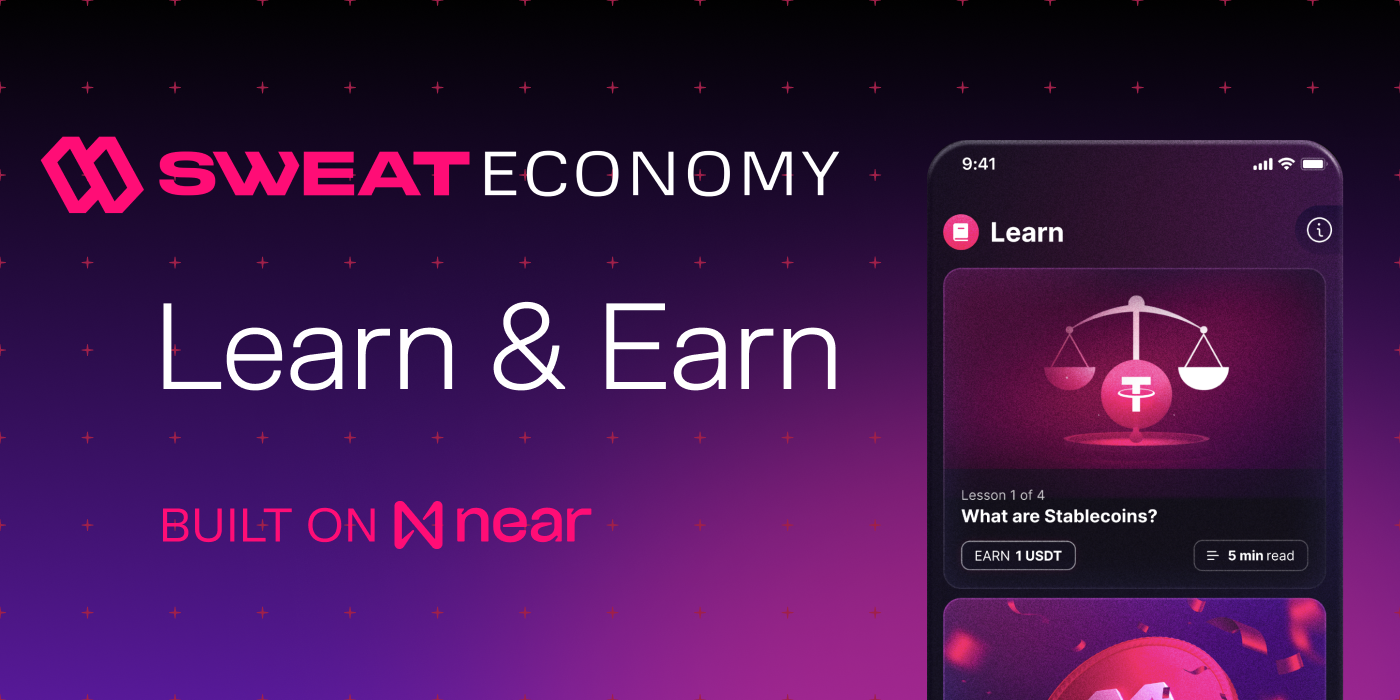 SWEAT ECONOMY
Learn & Earn
BUILT ON near
9:41
Learn
Lesson 1 of 4
What are Stablecoins?
EARN 1 USDT
5 min read